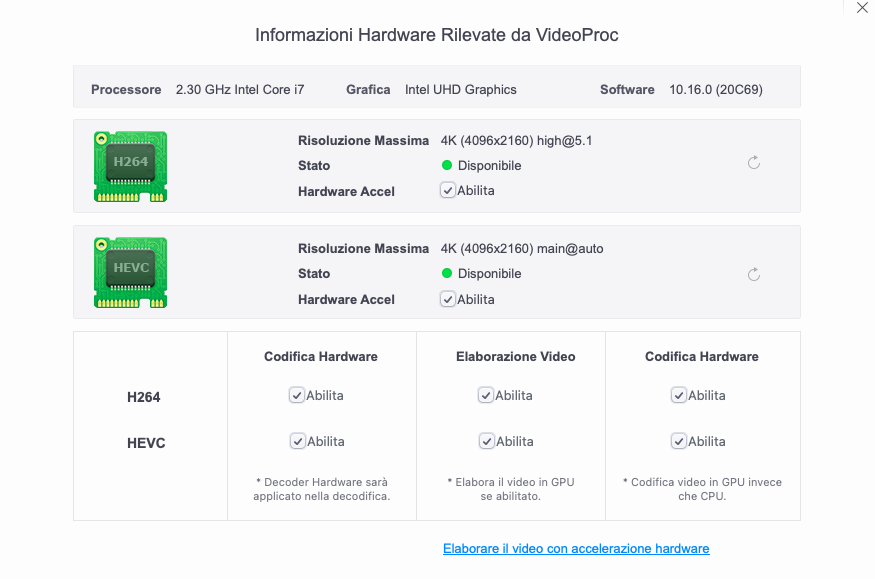 Informazioni Hardware Rilevate da VideoProc
Processore 2.30 GHz Intel Core i7 Grafica Intel UHD Graphics Software 10.16.0 (20C69)
H264
Risoluzione Massima 4K (4096x2160) high@5.1
Stato Disponibile
Hardware Accel Abilita
HEVC
Risoluzione Massima 4K (4096x2160) main@auto
Stato Disponibile
Hardware Accel Abilita
Codifica Hardware Elaborazione Video Codifica Hardware
H264 Abilita Abilita Abilita
HEVC Abilita Abilita Abilita
* Decoder Hardware sarà * Elabora il video in GPU * Codifica video in GPU invece
applicato nella decodifica. se abilitato. che CPU.
Elaborare il video con accelerazione hardware